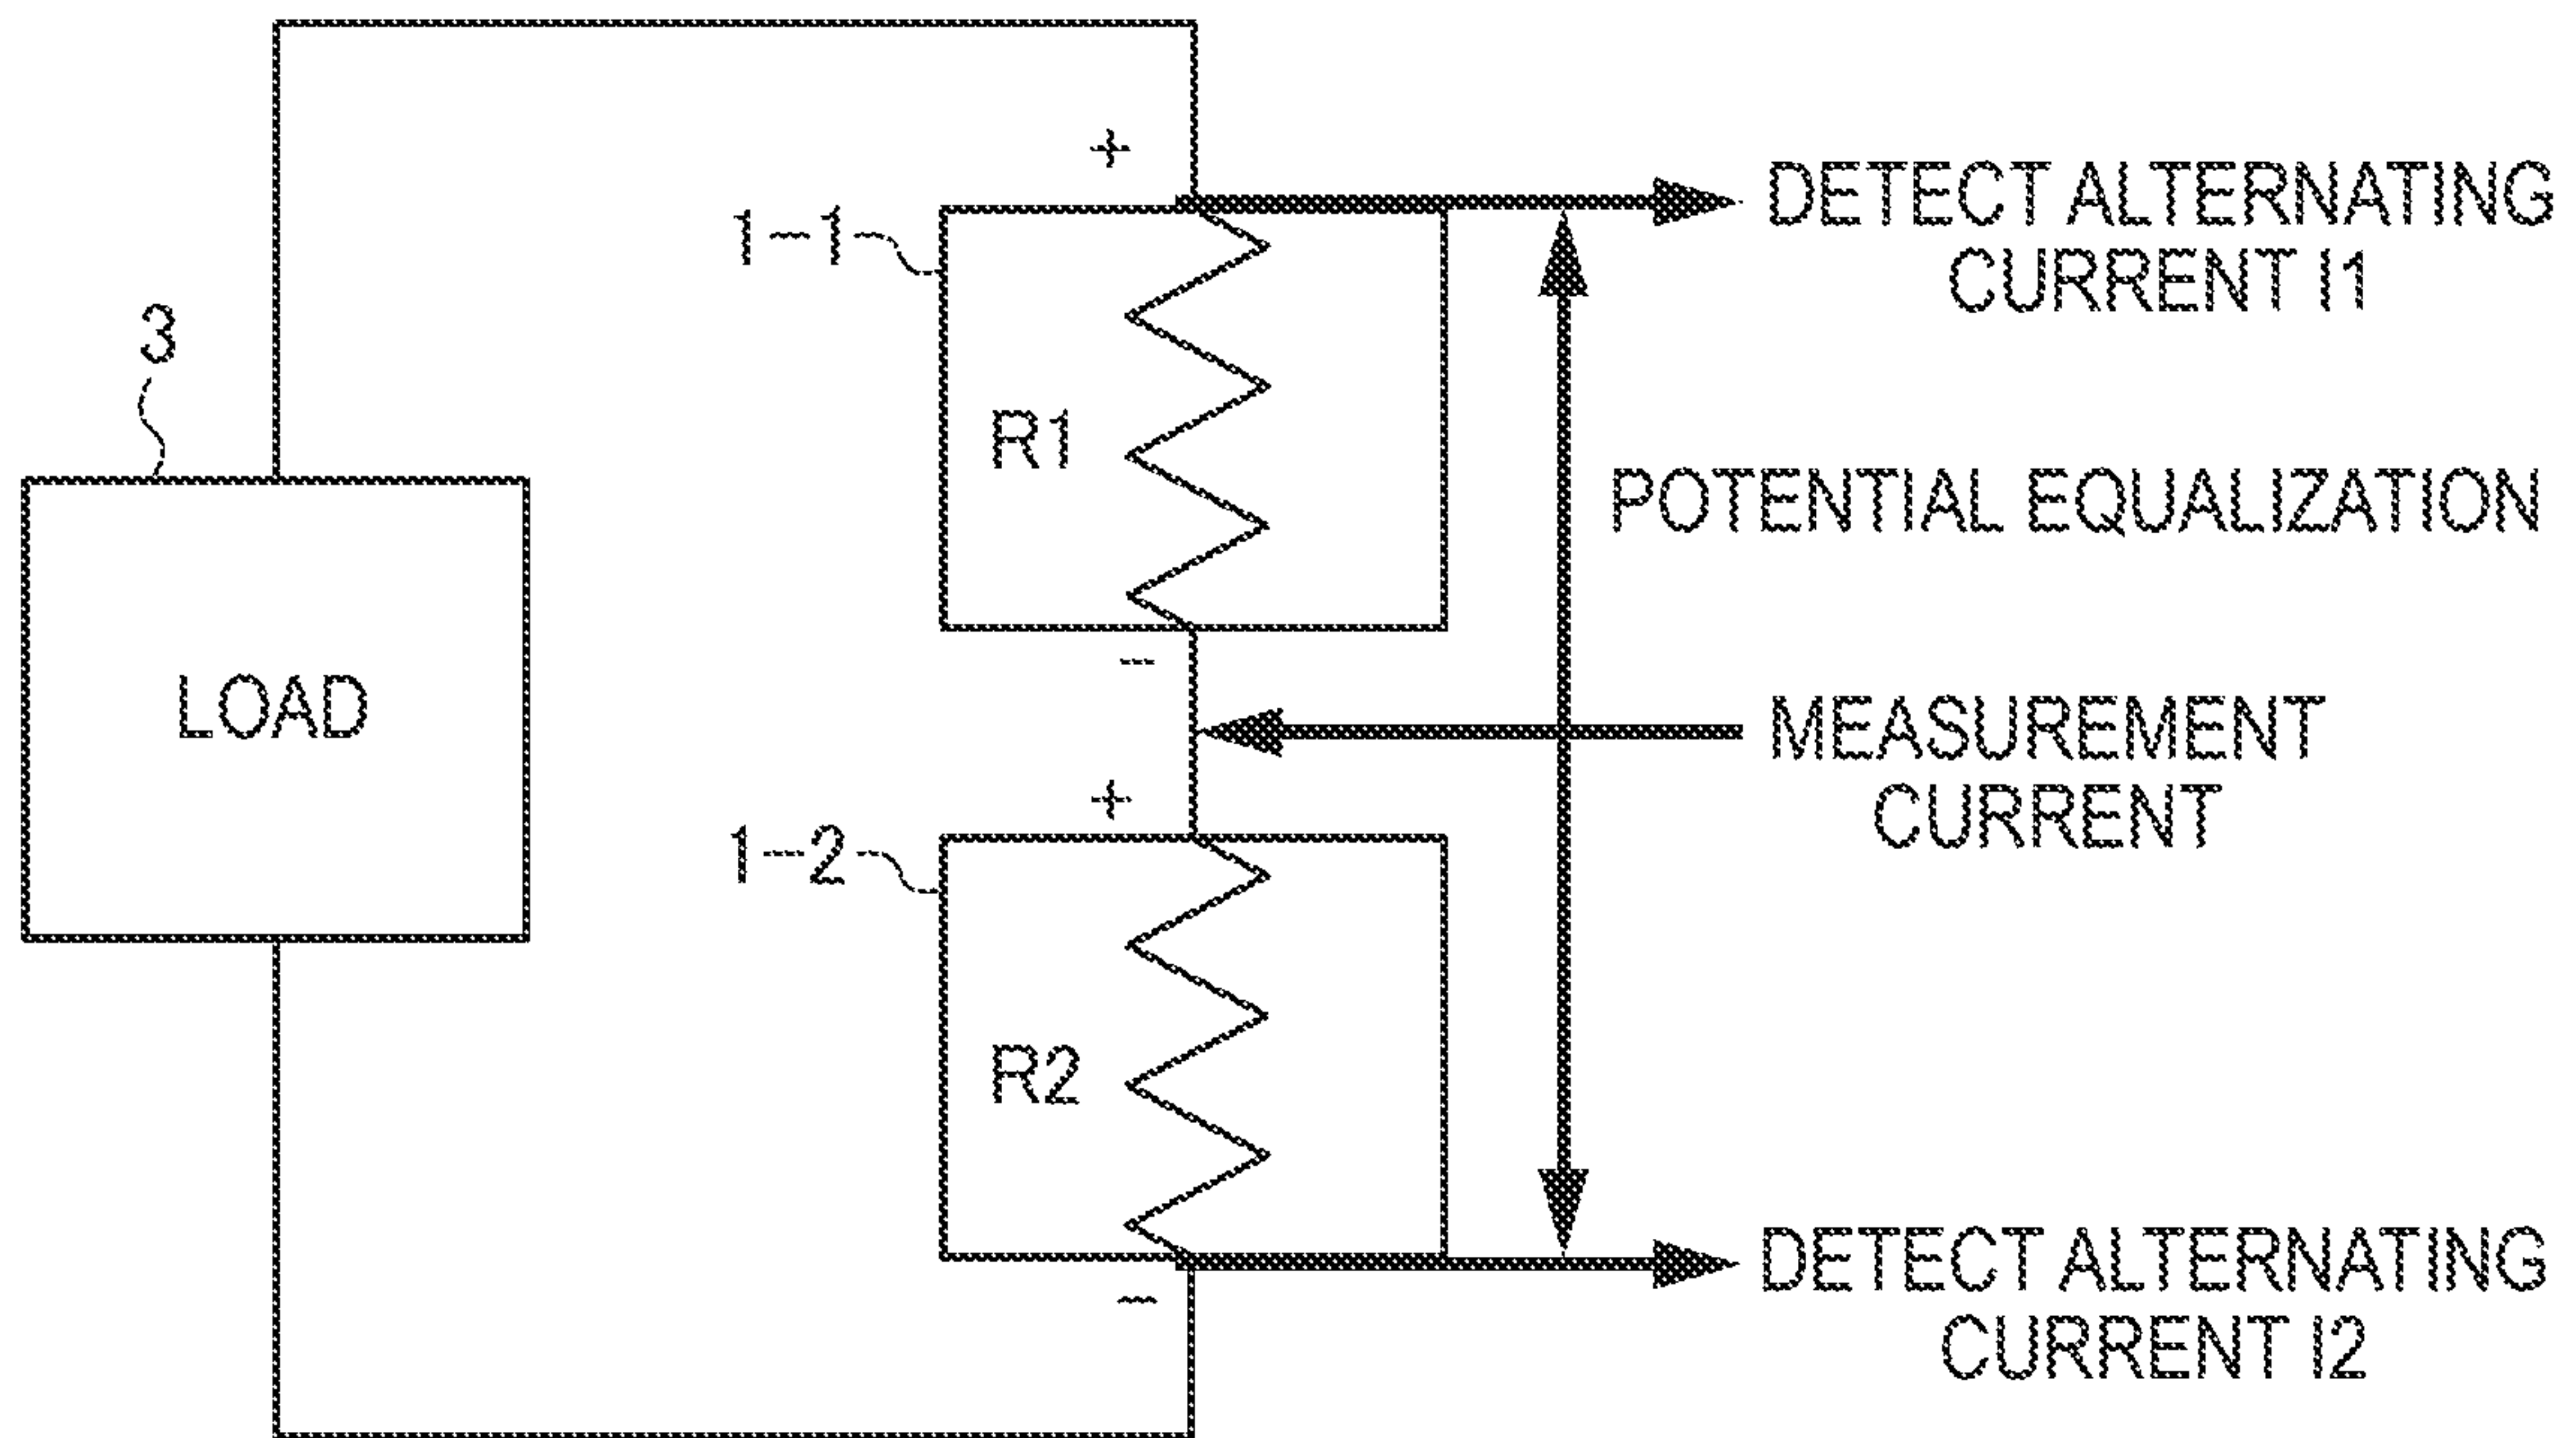 +
DETECT ALTERNATING
CURRENT I1
1-1
3
R1
POTENTIAL EQUALIZATION
-
LOAD
MEASUREMENT
CURRENT
+
1-2
R2
DETECT ALTERNATING
CURRENT I2
-